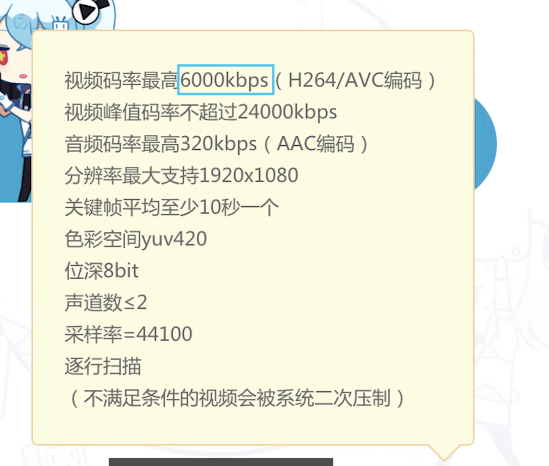 视频码率最高6000kbps（H264/AVC编码）
视频峰值码率不超过24000kbps
音频码率最高320kbps（AAC编码）
分辨率最大支持1920x1080
关键帧平均至少10秒一个
色彩空间yuv420
位深8bit
声道数≤2
采样率=44100
逐行扫描
（不满足条件的视频会被系统二次压制）